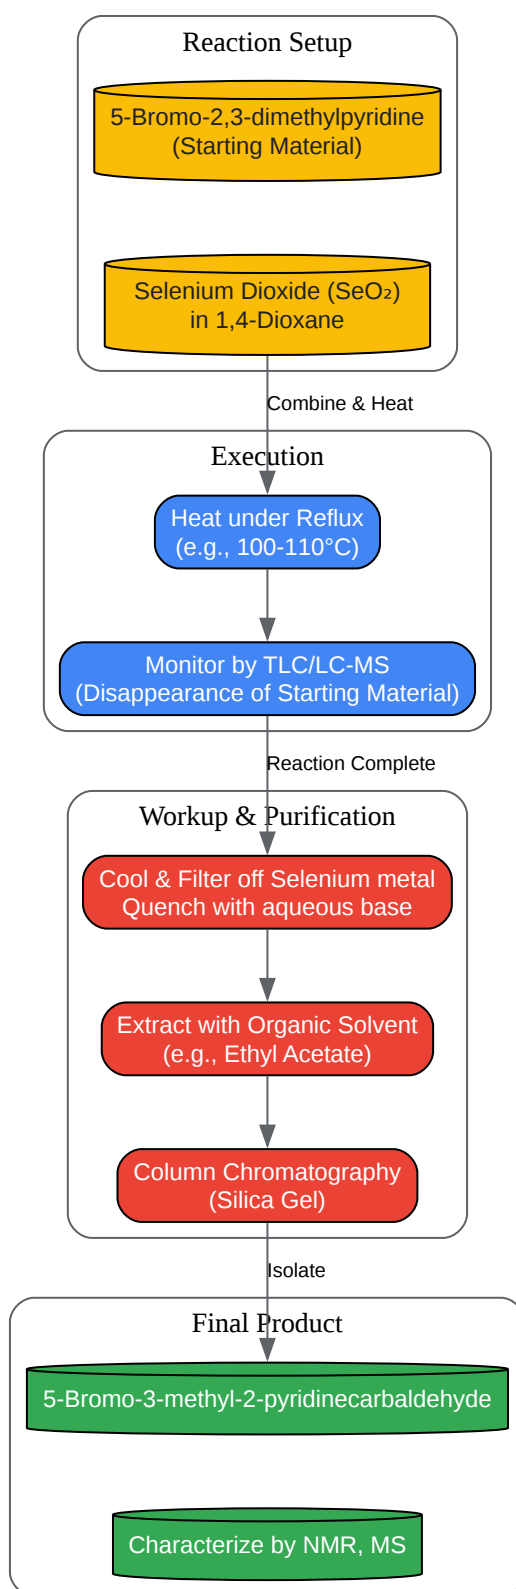 Reaction Setup
5-Bromo-2,3-dimethylpyridine
(Starting Material)
Selenium Dioxide (SeO₂)
in 1,4-Dioxane
Combine & Heat
Execution
Heat under Reflux
(e.g., 100-110°C)
Monitor by TLC/LC-MS
(Disappearance of Starting Material)
Reaction Complete
Workup & Purification
Cool & Filter off Selenium metal
Quench with aqueous base
Extract with Organic Solvent
(e.g., Ethyl Acetate)
Column Chromatography
(Silica Gel)
Isolate
Final Product
5-Bromo-3-methyl-2-pyridinecarbaldehyde
Characterize by NMR, MS